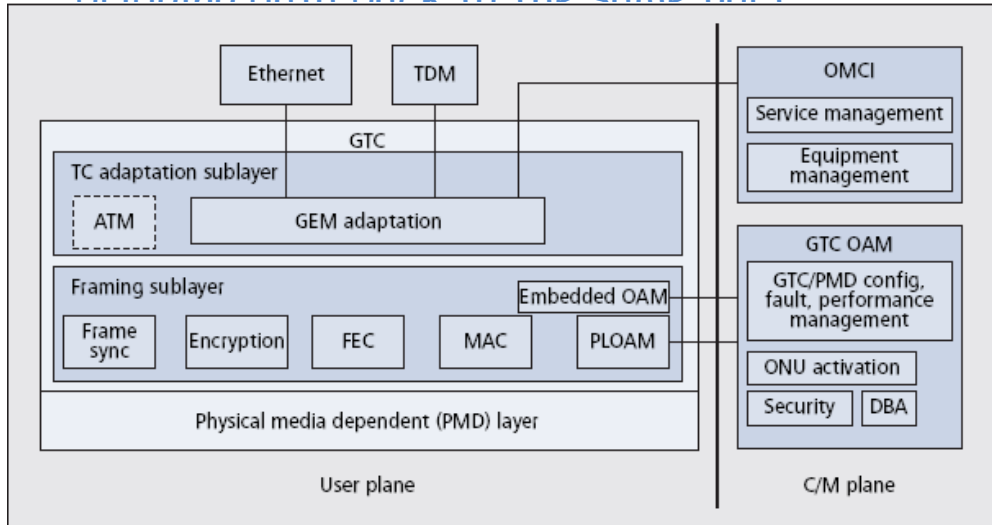 Ethernet
TDM
OMCI
Service management
Equipment
management
GTC
TC adaptation sublayer
ATM
GEM adaptation
GTC OAM
GTC/PMD config,
fault, performance
management
ONU activation
Security
DBA
Framing sublayer
Embedded OAM
Frame
sync
Encryption
FEC
MAC
PLOAM
Physical media dependent (PMD) layer
User plane
C/M plane